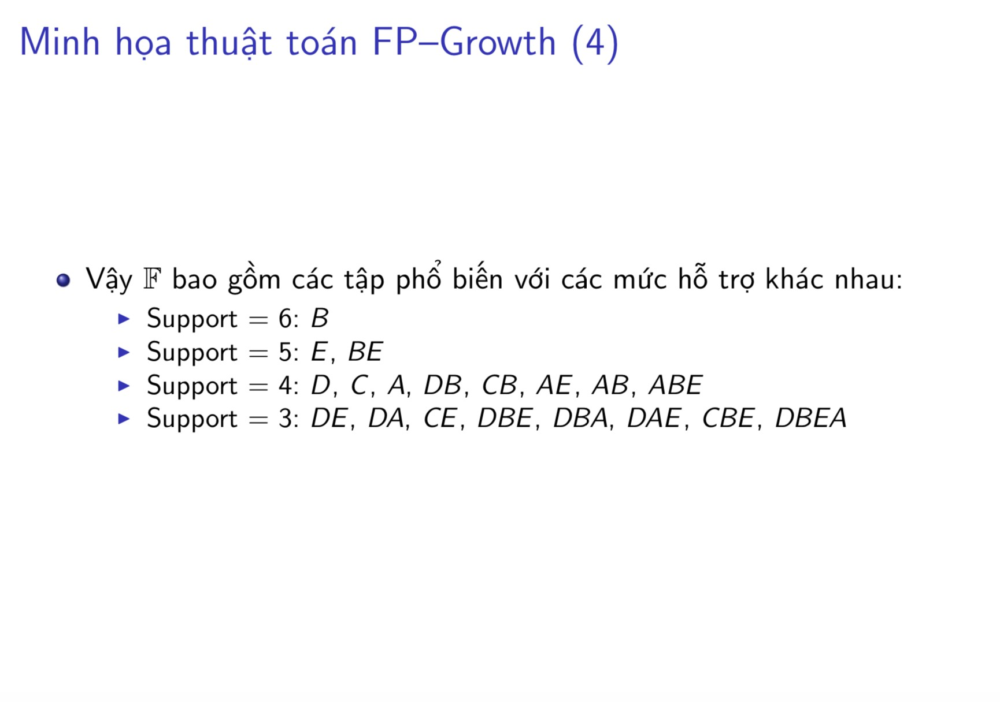 Minh họa thuật toán FP–Growth (4)
Vậy 𝔽 bao gồm các tập phổ biến với các mức hỗ trợ khác nhau:
Support = 6: B
Support = 5: E, BE
Support = 4: D, C, A, DB, CB, AE, AB, ABE
Support = 3: DE, DA, CE, DBE, DBA, DAE, CBE, DBEA